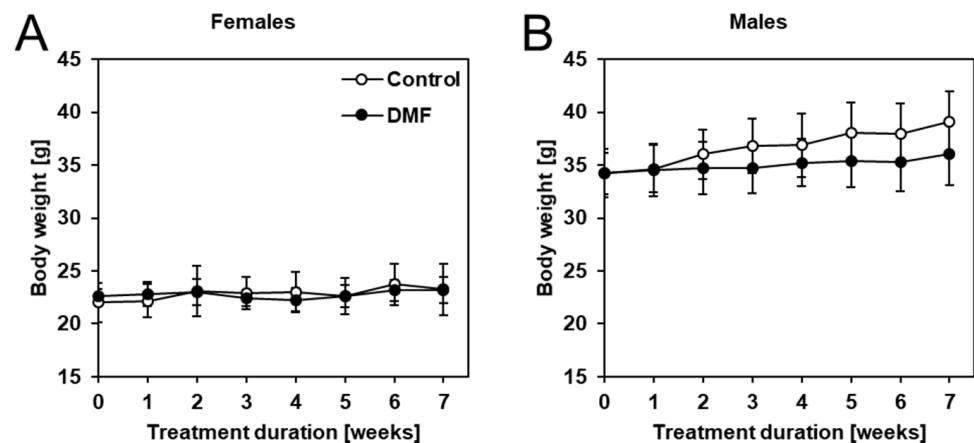 A
Females
Body weight [g]
45
40
35
30
25
20
15
Control
DMF
0 1 2 3 4 5 6 7
Treatment duration [weeks]
B
Males
Body weight [g]
45
40
35
30
25
20
15
0 1 2 3 4 5 6 7
Treatment duration [weeks]